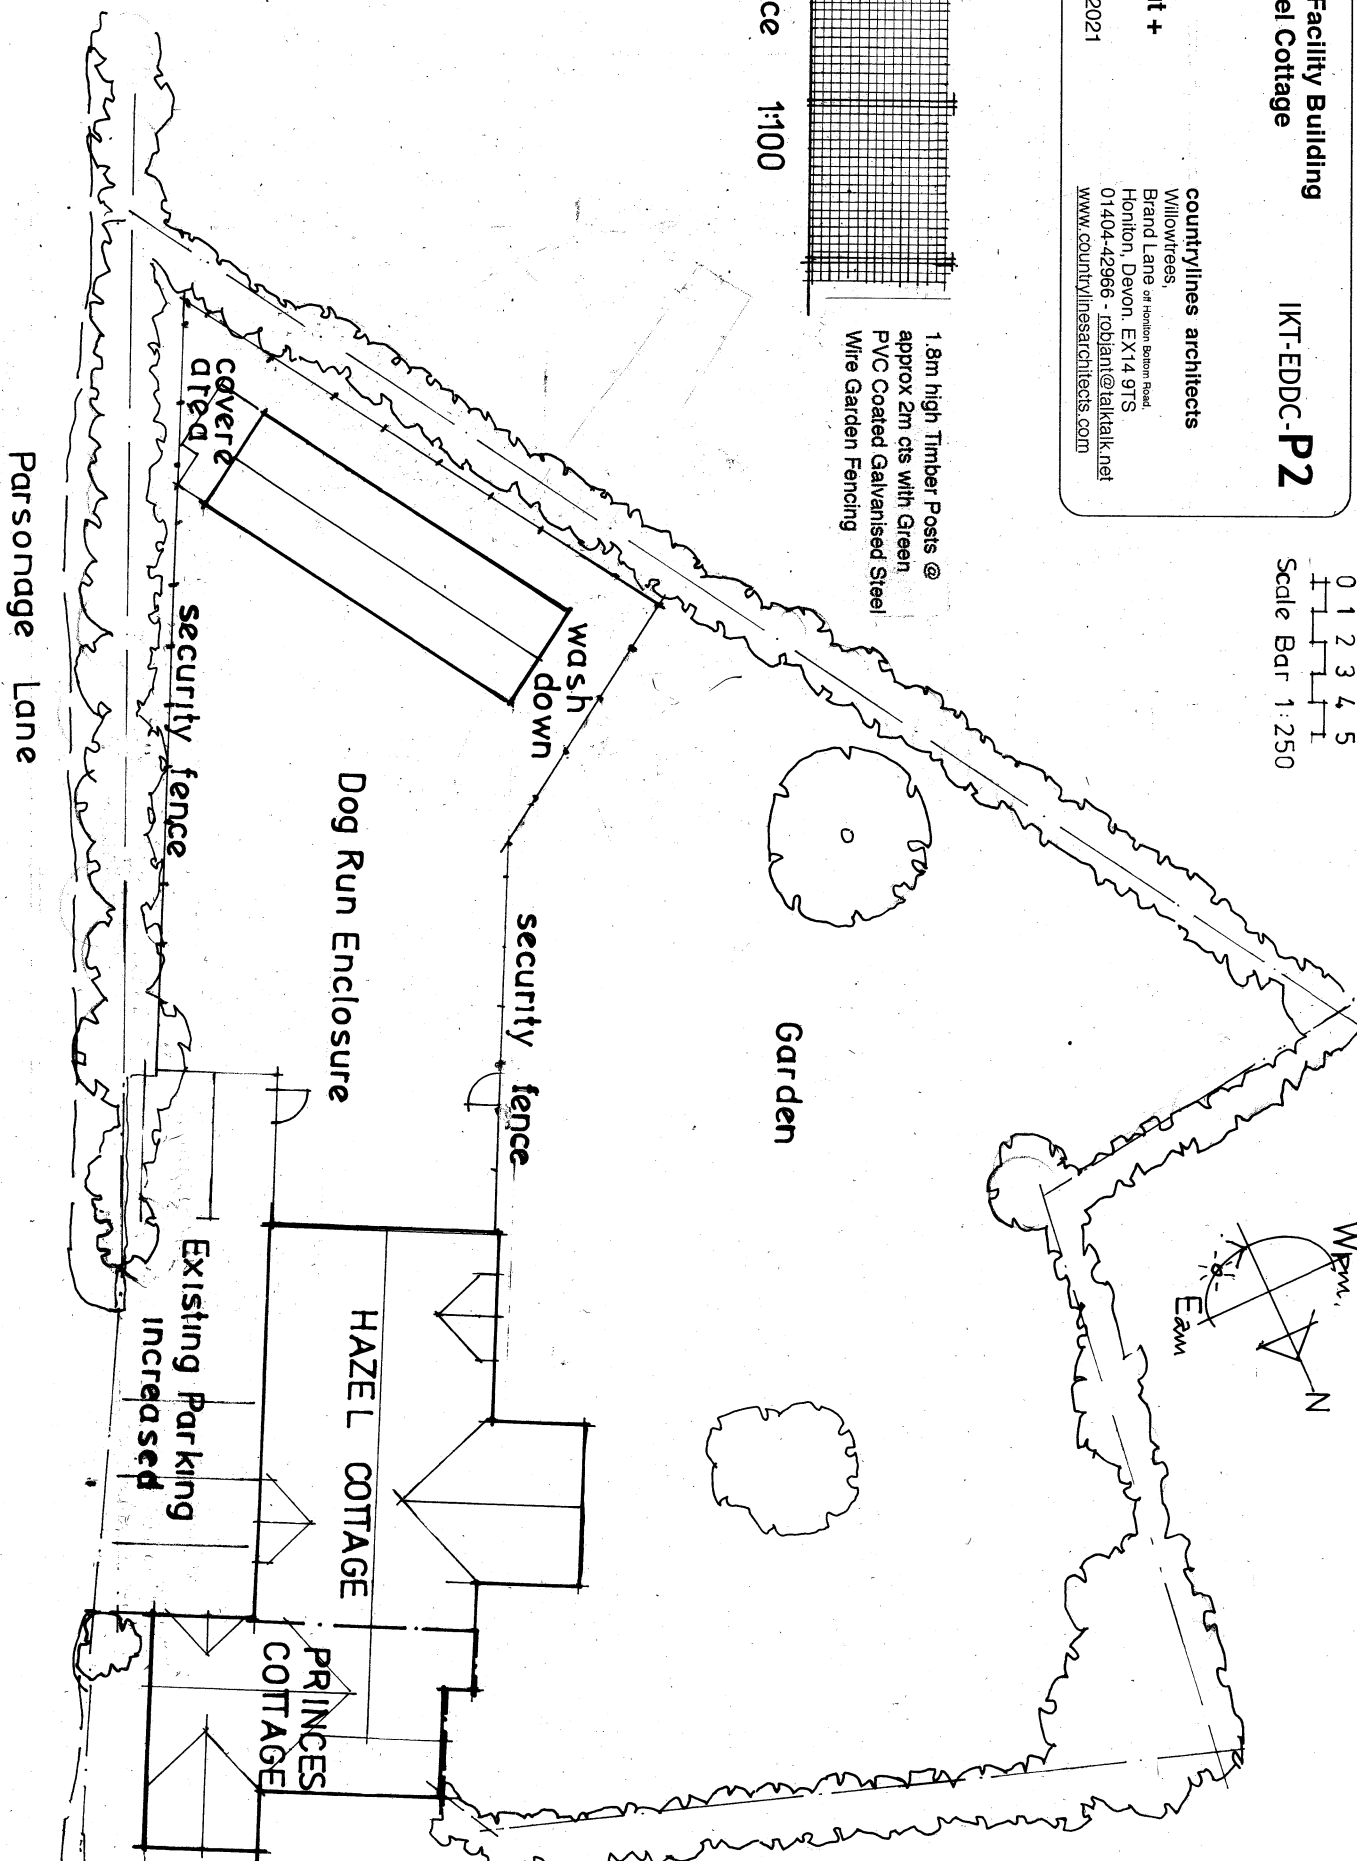 Facility Building
el Cottage
IKT-EDDC-P2
t +
2021
countrylines architects
Willowtrees,
Brand Lane off Honiton Bottom Road,
Honiton, Devon. EX14 9TS
01404-42966 - robjant@talktalk.net
www.countrylinesarchitects.com
0 1 2 3 4 5
Scale Bar 1:250
ce 1:100
1.8m high Timber Posts @
approx 2m cts with Green
PVC Coated Galvanised Steel
Wire Garden Fencing
W pm.
E am
N
covere
area
wash
down
security fence
security fence
Dog Run Enclosure
Garden
Parsonage Lane
Existing Parking
increased
HAZEL COTTAGE
PRINCES
COTTAGE